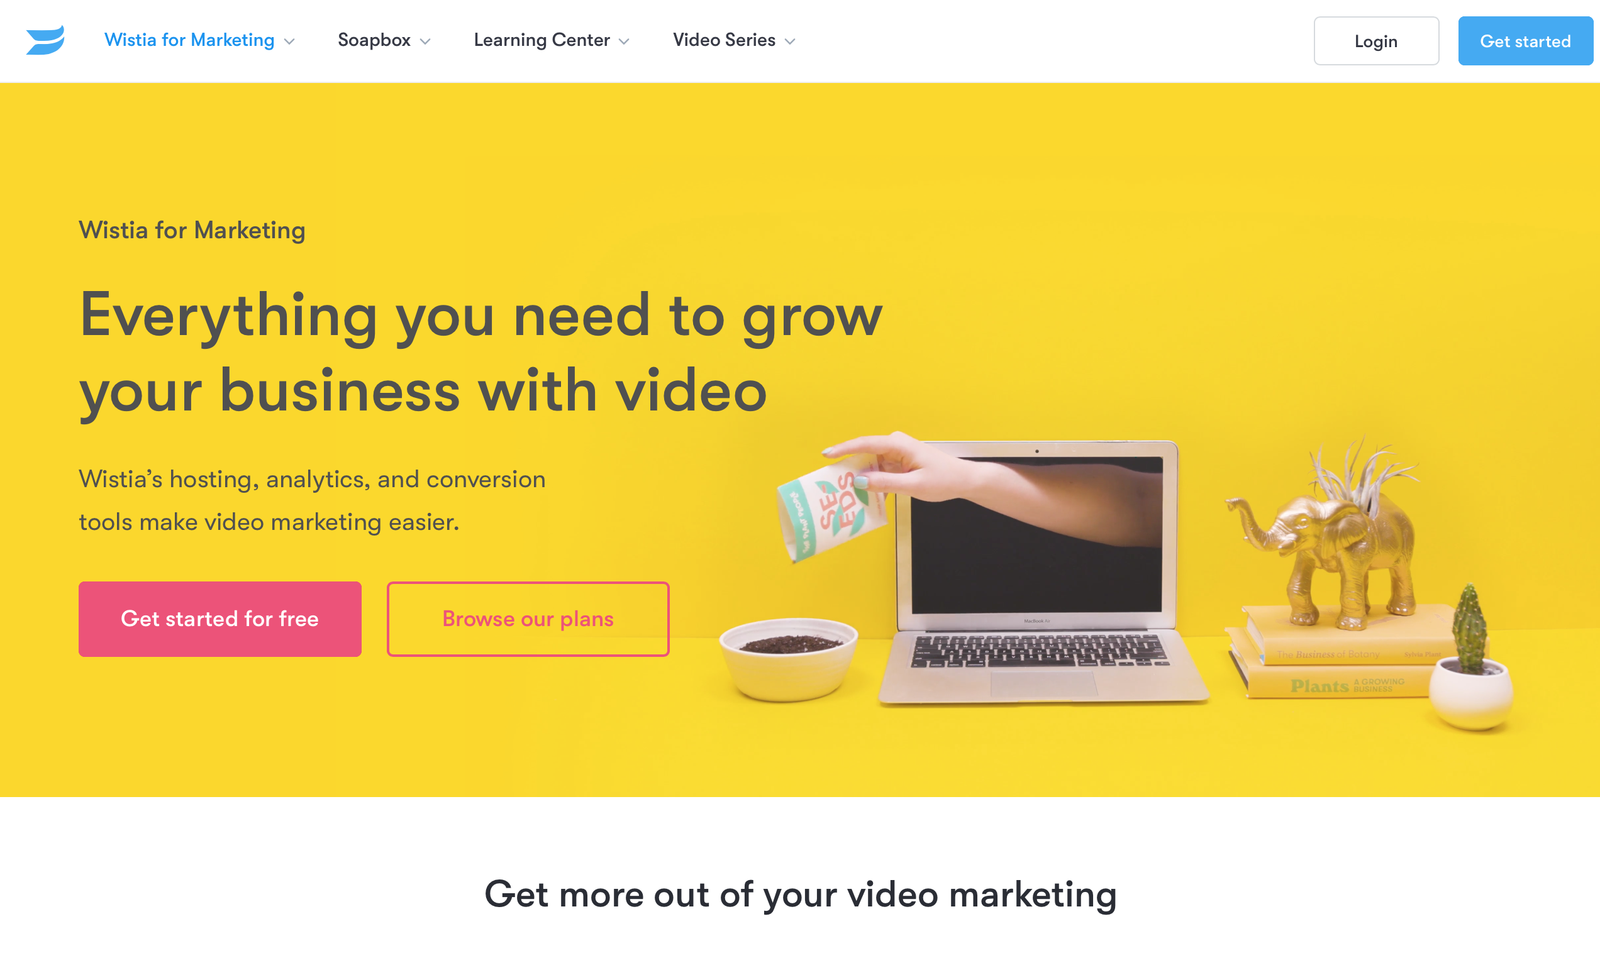 Wistia for Marketing
Soapbox
Learning Center
Video Series
Login
Get started
Wistia for Marketing
Everything you need to grow
your business with video
Wistia’s hosting, analytics, and conversion
tools make video marketing easier.
Get started for free
Browse our plans
SE
EDS
MacBook Air
The Business of Botany
Plants & GROWING
BUSINESS
Get more out of your video marketing